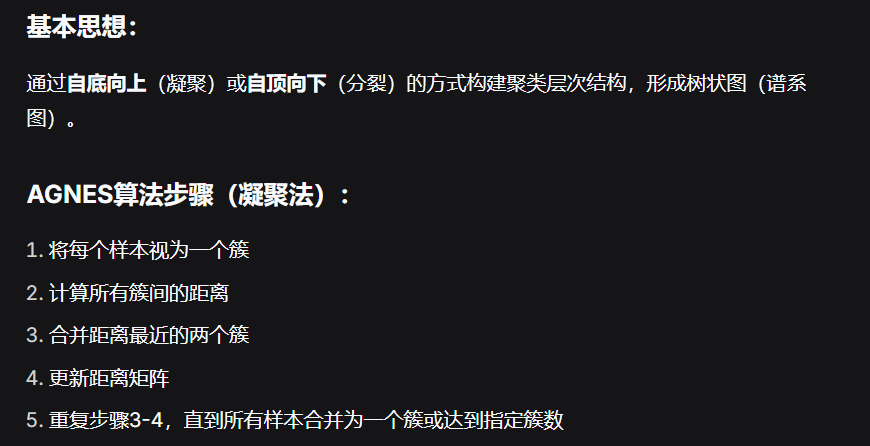 基本思想：
通过自底向上（凝聚）或自顶向下（分裂）的方式构建聚类层次结构，形成树状图（谱系
图）。
AGNES算法步骤（凝聚法）：
1. 将每个样本视为一个簇
2. 计算所有簇间的距离
3. 合并距离最近的两个簇
4. 更新距离矩阵
5. 重复步骤3-4，直到所有样本合并为一个簇或达到指定簇数